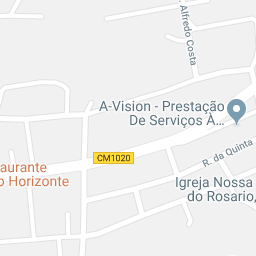 R. Alfredo Costa
A-Vision - Prestação
De Serviços À...
CM1020
R. da Quinta
aurante
o Horizonte
Igreja Nossa
do Rosario,